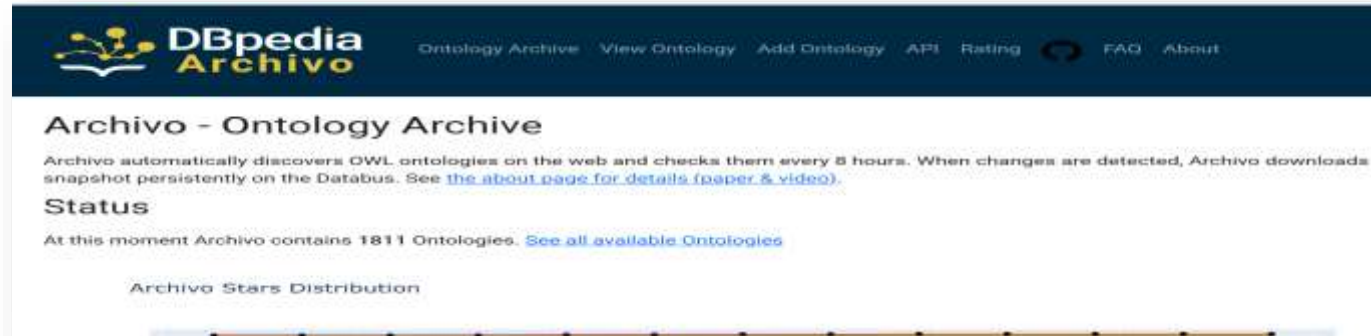 DBpedia
Archivo
Ontology Archive View Ontology Add Ontology API Rating FAQ About
Archivo - Ontology Archive
Archivo automatically discovers OWL ontologies on the web and checks them every 8 hours. When changes are detected, Archivo downloads
snapshot persistently on the Databus. See the about page for details (paper & video).
Status
At this moment Archivo contains 1811 Ontologies. See all available Ontologies
Archivo Stars Distribution